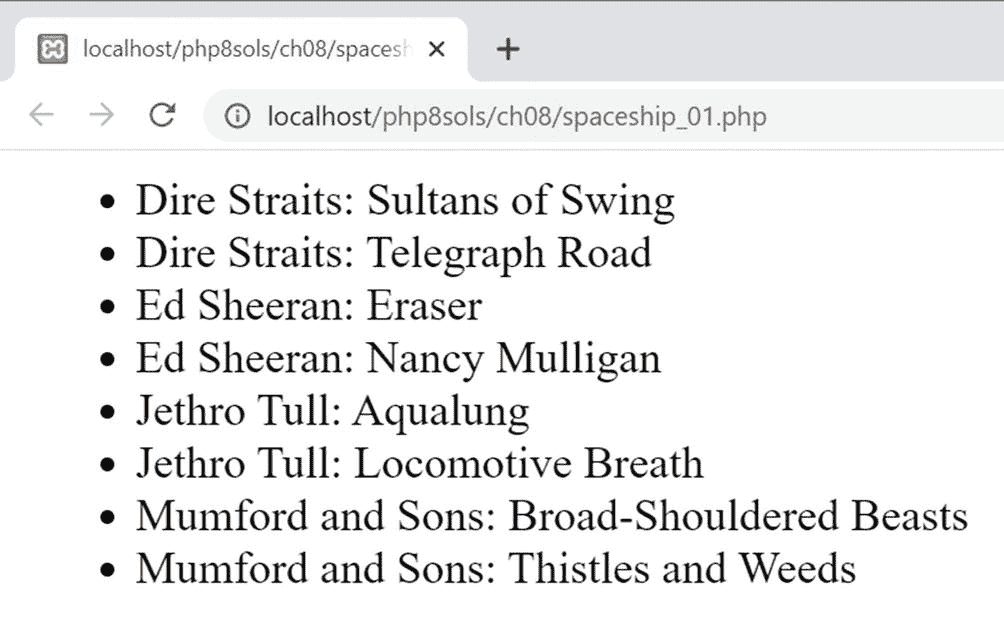 localhost/php8sols/ch08/spacesh
localhost/php8sols/ch08/spaceship_01.php
• Dire Straits: Sultans of Swing
• Dire Straits: Telegraph Road
• Ed Sheeran: Eraser
• Ed Sheeran: Nancy Mulligan
• Jethro Tull: Aqualung
• Jethro Tull: Locomotive Breath
• Mumford and Sons: Broad-Shouldered Beasts
• Mumford and Sons: Thistles and Weeds